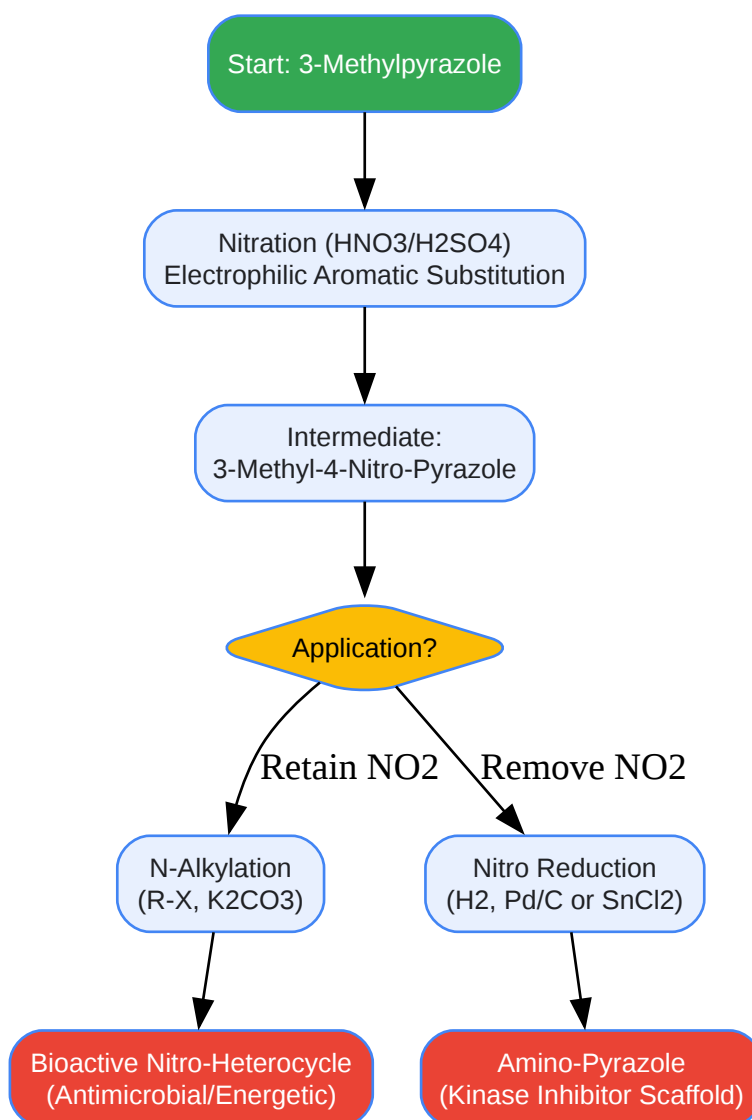 Start: 3-Methylpyrazole
Nitration (HNO3/H2SO4)
Electrophilic Aromatic Substitution
Intermediate:
3-Methyl-4-Nitro-Pyrazole
Application?
Retain NO2
Remove NO2
N-Alkylation
(R-X, K2CO3)
Nitro Reduction
(H2, Pd/C or SnCl2)
Bioactive Nitro-Heterocycle
(Antimicrobial/Energetic)
Amino-Pyrazole
(Kinase Inhibitor Scaffold)